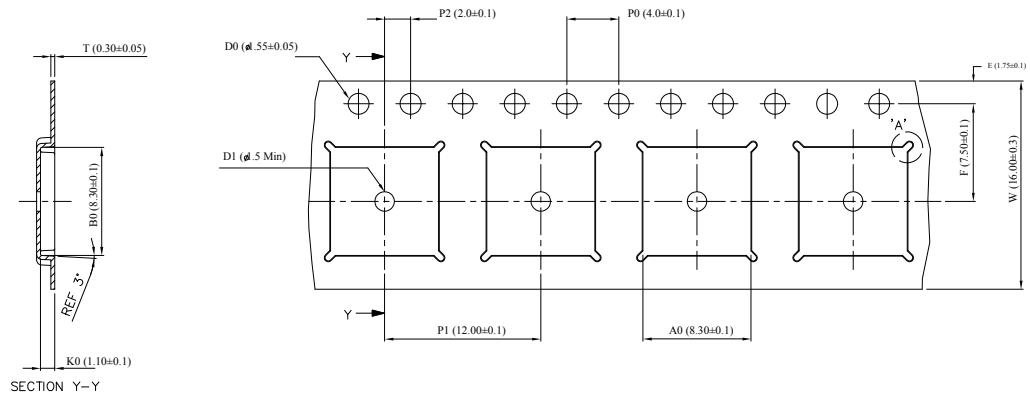 P2 (2.0±0.1)
P0 (4.0±0.1)
T (0.30±0.05)
D0 (ø1.55±0.05)
Y
E (1.75±0.1)
'A'
D1 (ø1.5 Min)
B0 (8.30±0.1)
F (7.50±0.1)
W (16.00±0.3)
REF 3°
Y
P1 (12.00±0.1)
A0 (8.30±0.1)
K0 (1.10±0.1)
SECTION Y-Y